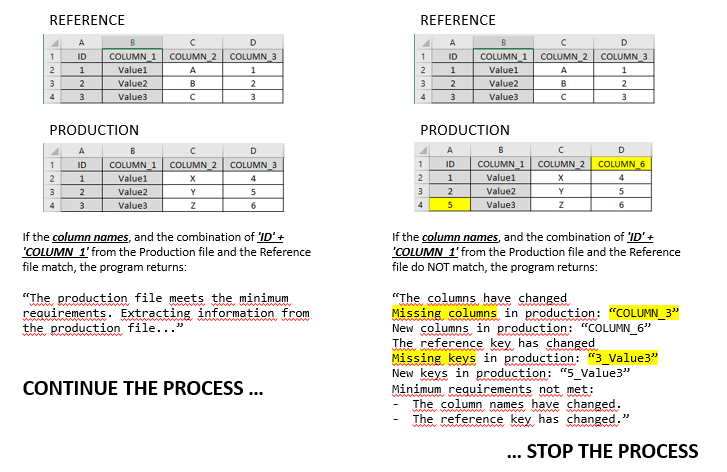 REFERENCE
A B C D
1 ID COLUMN_1 COLUMN_2 COLUMN_3
2 1 Value1 A 1
3 2 Value2 B 2
4 3 Value3 C 3
PRODUCTION
A B C D
1 ID COLUMN_1 COLUMN_2 COLUMN_3
2 1 Value1 X 4
3 2 Value2 Y 5
4 3 Value3 Z 6
If the column names, and the combination of 'ID' +
'COLUMN_1' from the Production file and the Reference
file match, the program returns:
“The production file meets the minimum
requirements. Extracting information from
the production file...”
CONTINUE THE PROCESS ...
REFERENCE
A B C D
1 ID COLUMN_1 COLUMN_2 COLUMN_3
2 1 Value1 A 1
3 2 Value2 B 2
4 3 Value3 C 3
PRODUCTION
A B C D
1 ID COLUMN_1 COLUMN_2 COLUMN_6
2 1 Value1 X 4
3 2 Value2 Y 5
4 5 Value3 Z 6
If the column names, and the combination of 'ID' +
'COLUMN_1' from the Production file and the Reference
file do NOT match, the program returns:
“The columns have changed
Missing columns in production: “COLUMN_3”
New columns in production: “COLUMN_6”
The reference key has changed
Missing keys in production: “3_Value3”
New keys in production: “5_Value3”
Minimum requirements not met:
- The column names have changed.
- The reference key has changed.”
... STOP THE PROCESS